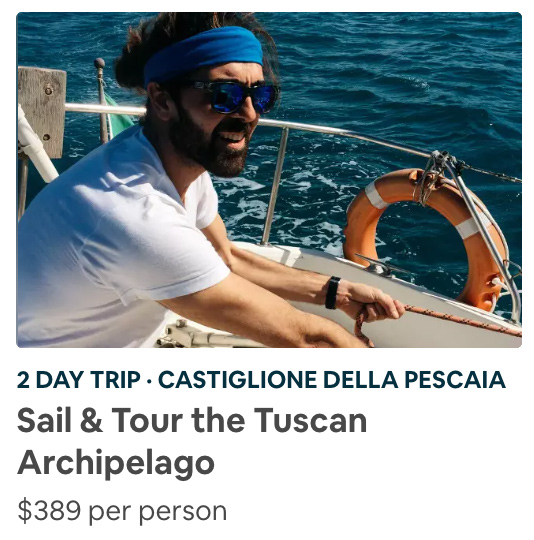 2 DAY TRIP · CASTIGLIONE DELLA PESCAIA
Sail & Tour the Tuscan
Archipelago
$389 per person